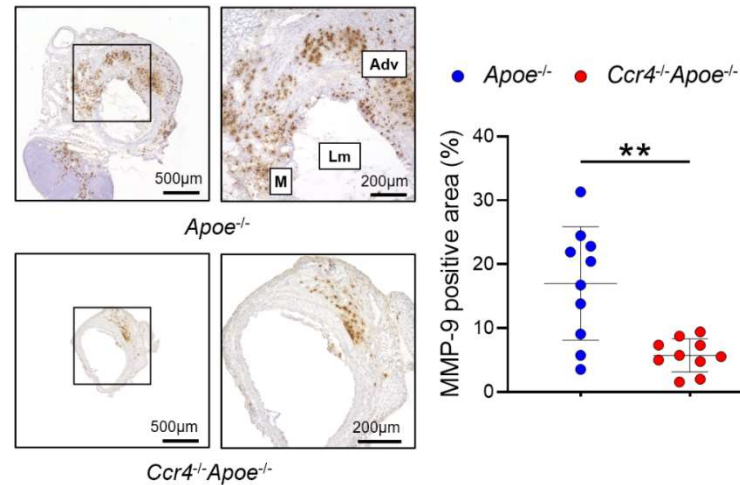 Adv
Lm
M
500μm
200μm
Apoe-/-
500μm
200μm
Ccr4-/-Apoe-/-
Apoe-/-
Ccr4-/-Apoe-/-
**
MMP-9 positive area (%)
40
30
20
10
0